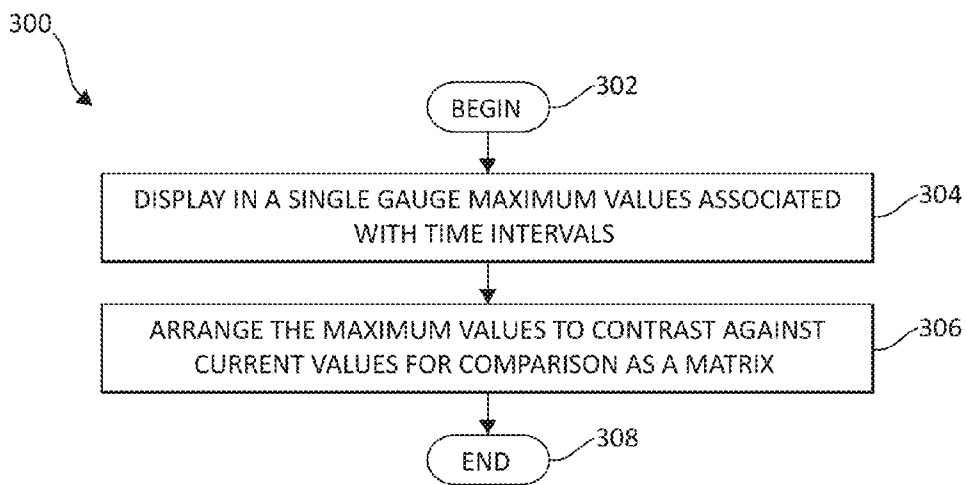 300
BEGIN
302
DISPLAY IN A SINGLE GAUGE MAXIMUM VALUES ASSOCIATED
WITH TIME INTERVALS
304
ARRANGE THE MAXIMUM VALUES TO CONTRAST AGAINST
CURRENT VALUES FOR COMPARISON AS A MATRIX
306
END
308